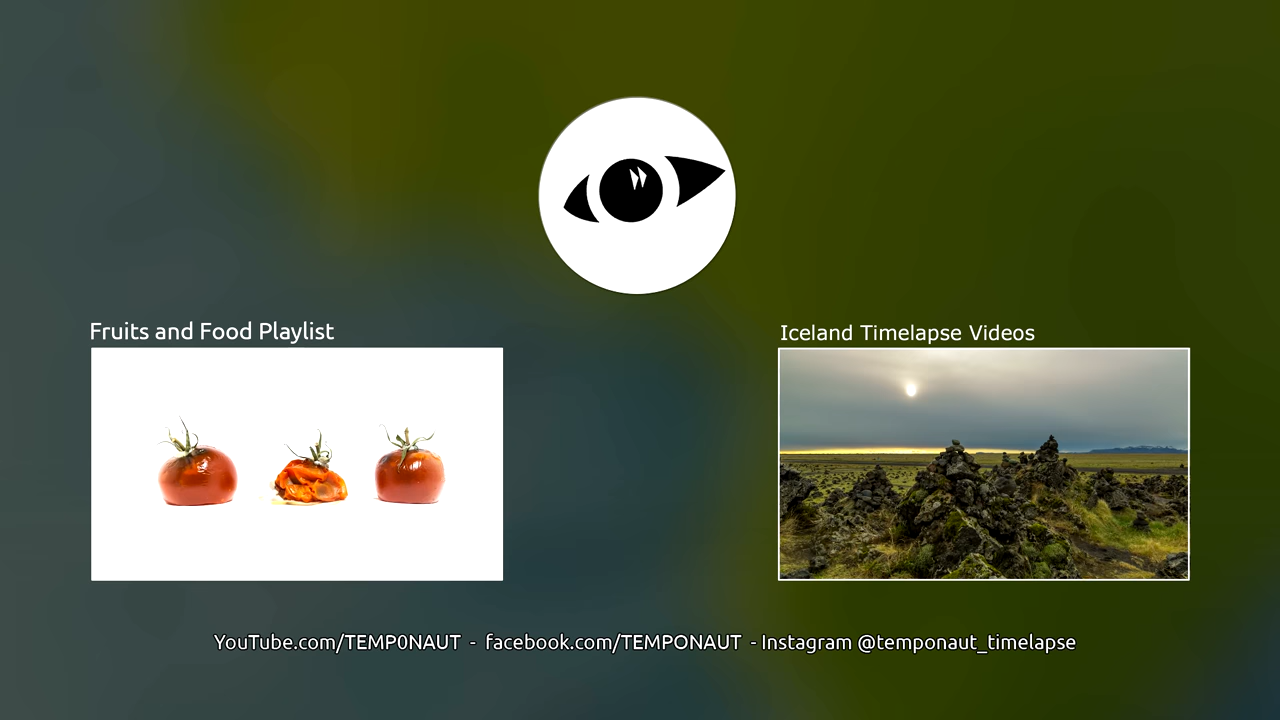 Fruits and Food Playlist
Iceland Timelapse Videos
YouTube.com/TEMP0NAUT - facebook.com/TEMPONAUT - Instagram @temponaut_timelapse